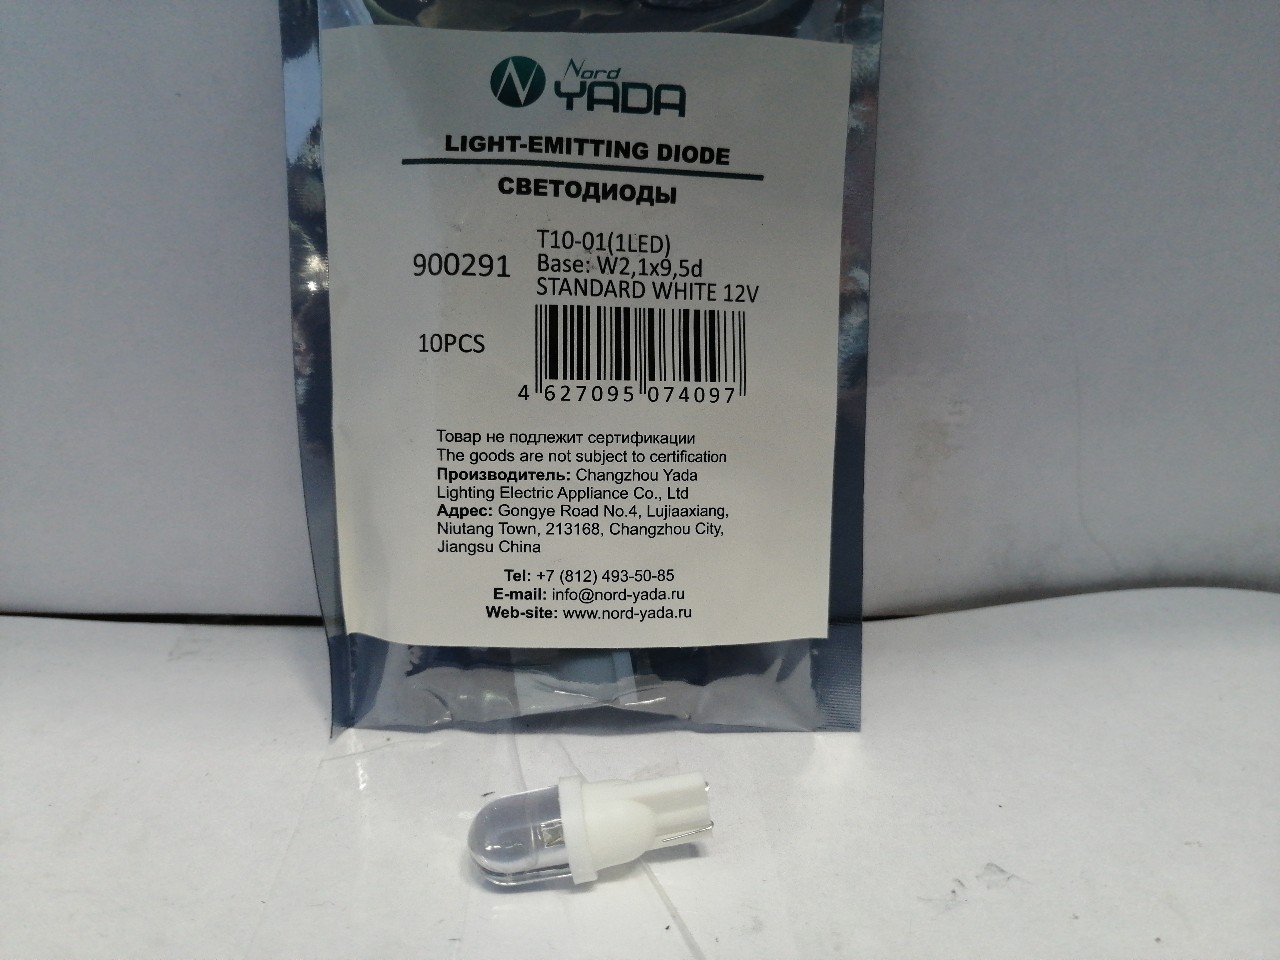 Nord
YADA
LIGHT-EMITTING DIODE
СВЕТОДИОДЫ
900291
T10-01(1LED)
Base: W2,1x9,5d
STANDARD WHITE 12V
10PCS
4 627095 074097
Товар не подлежит сертификации
The goods are not subject to certification
Производитель: Changzhou Yada
Lighting Electric Appliance Co., Ltd
Адрес: Gongye Road No.4, Lujiaaxiang,
Niutang Town, 213168, Changzhou City,
Jiangsu China
Tel: +7 (812) 493-50-85
E-mail: info@nord-yada.ru
Web-site: www.nord-yada.ru